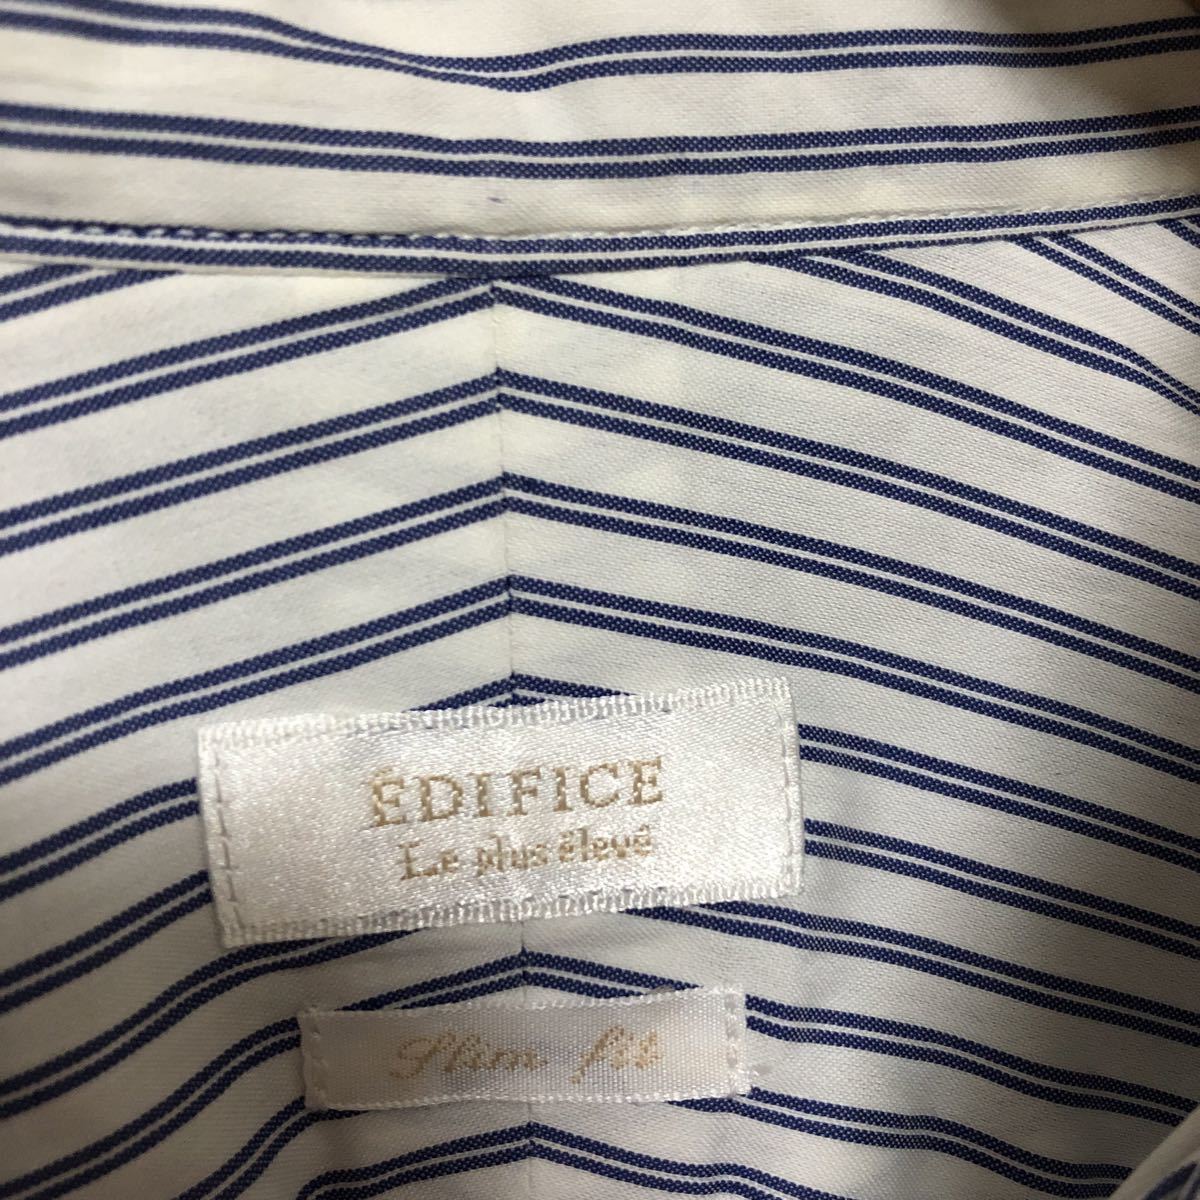 ÉDIFICE
Le plus élevé
Slim fit